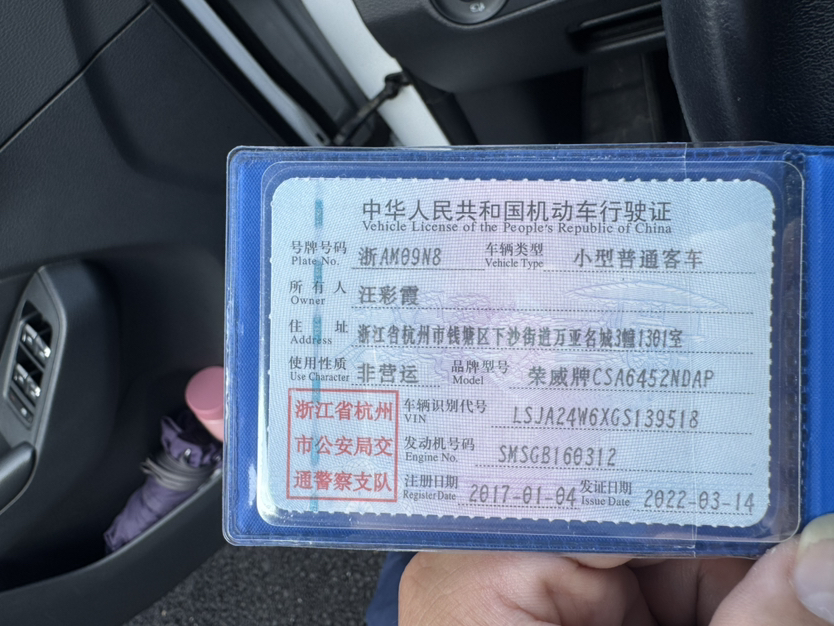 中华人民共和国机动车行驶证
Vehicle License of the People's Republic of China
号牌号码 浙AM09N8 车辆类型 小型普通客车
Plate No. Vehicle Type
所有人 汪彩霞
Owner
住址 浙江省杭州市钱塘区下沙街道万亚名城3幢1301室
Address
使用性质 非营运 品牌型号 荣威牌CSA6452NDAP
Use Character Model
浙江省杭州
市公安局交
通警察支队
车辆识别代号 LSJA24W6XGS139518
VIN
发动机号码 SMSGB160312
Engine No.
注册日期 2017-01-04 发证日期 2022-03-14
Register Date Issue Date